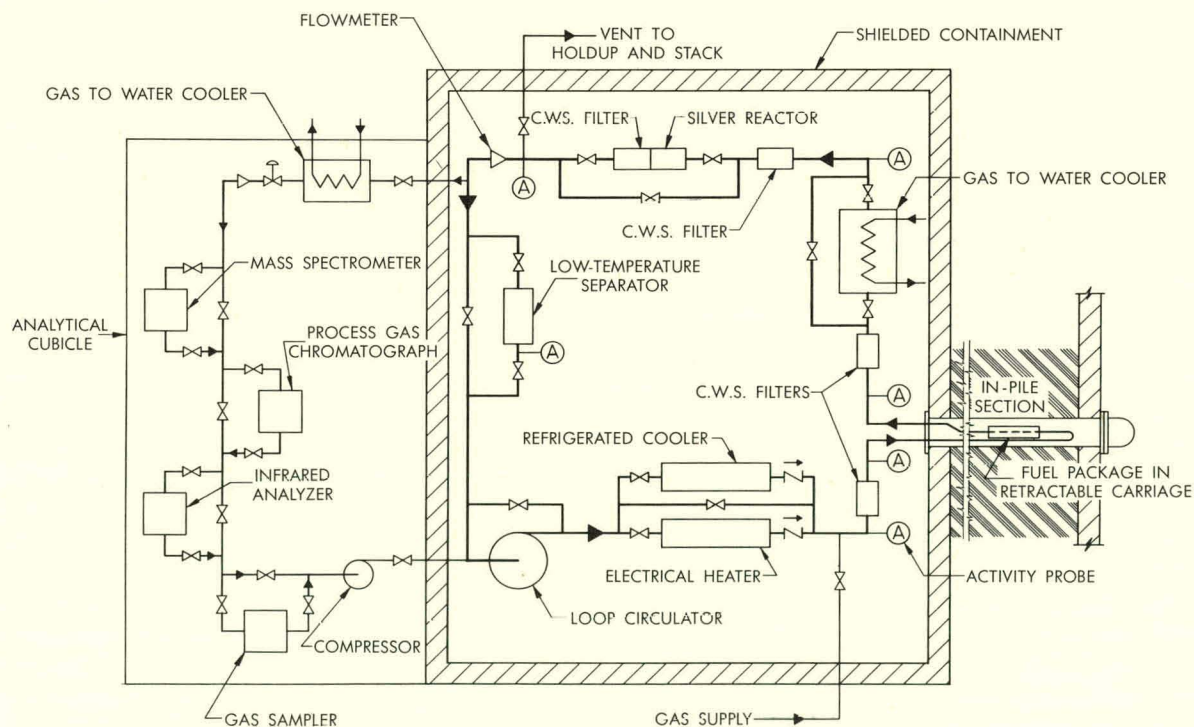 FLOWMETER
VENT TO
HOLDUP AND STACK
SHIELDED CONTAINMENT
GAS TO WATER COOLER
C.W.S. FILTER
SILVER REACTOR
A
A
GAS TO WATER COOLER
C.W.S. FILTER
MASS SPECTROMETER
LOW-TEMPERATURE
SEPARATOR
ANALYTICAL
CUBICLE
PROCESS GAS
CHROMATOGRAPH
A
C.W.S. FILTERS
A
IN-PILE
SECTION
REFRIGERATED COOLER
A
FUEL PACKAGE IN
RETRACTABLE CARRIAGE
INFRARED
ANALYZER
A
ELECTRICAL HEATER
ACTIVITY PROBE
LOOP CIRCULATOR
COMPRESSOR
GAS SAMPLER
GAS SUPPLY